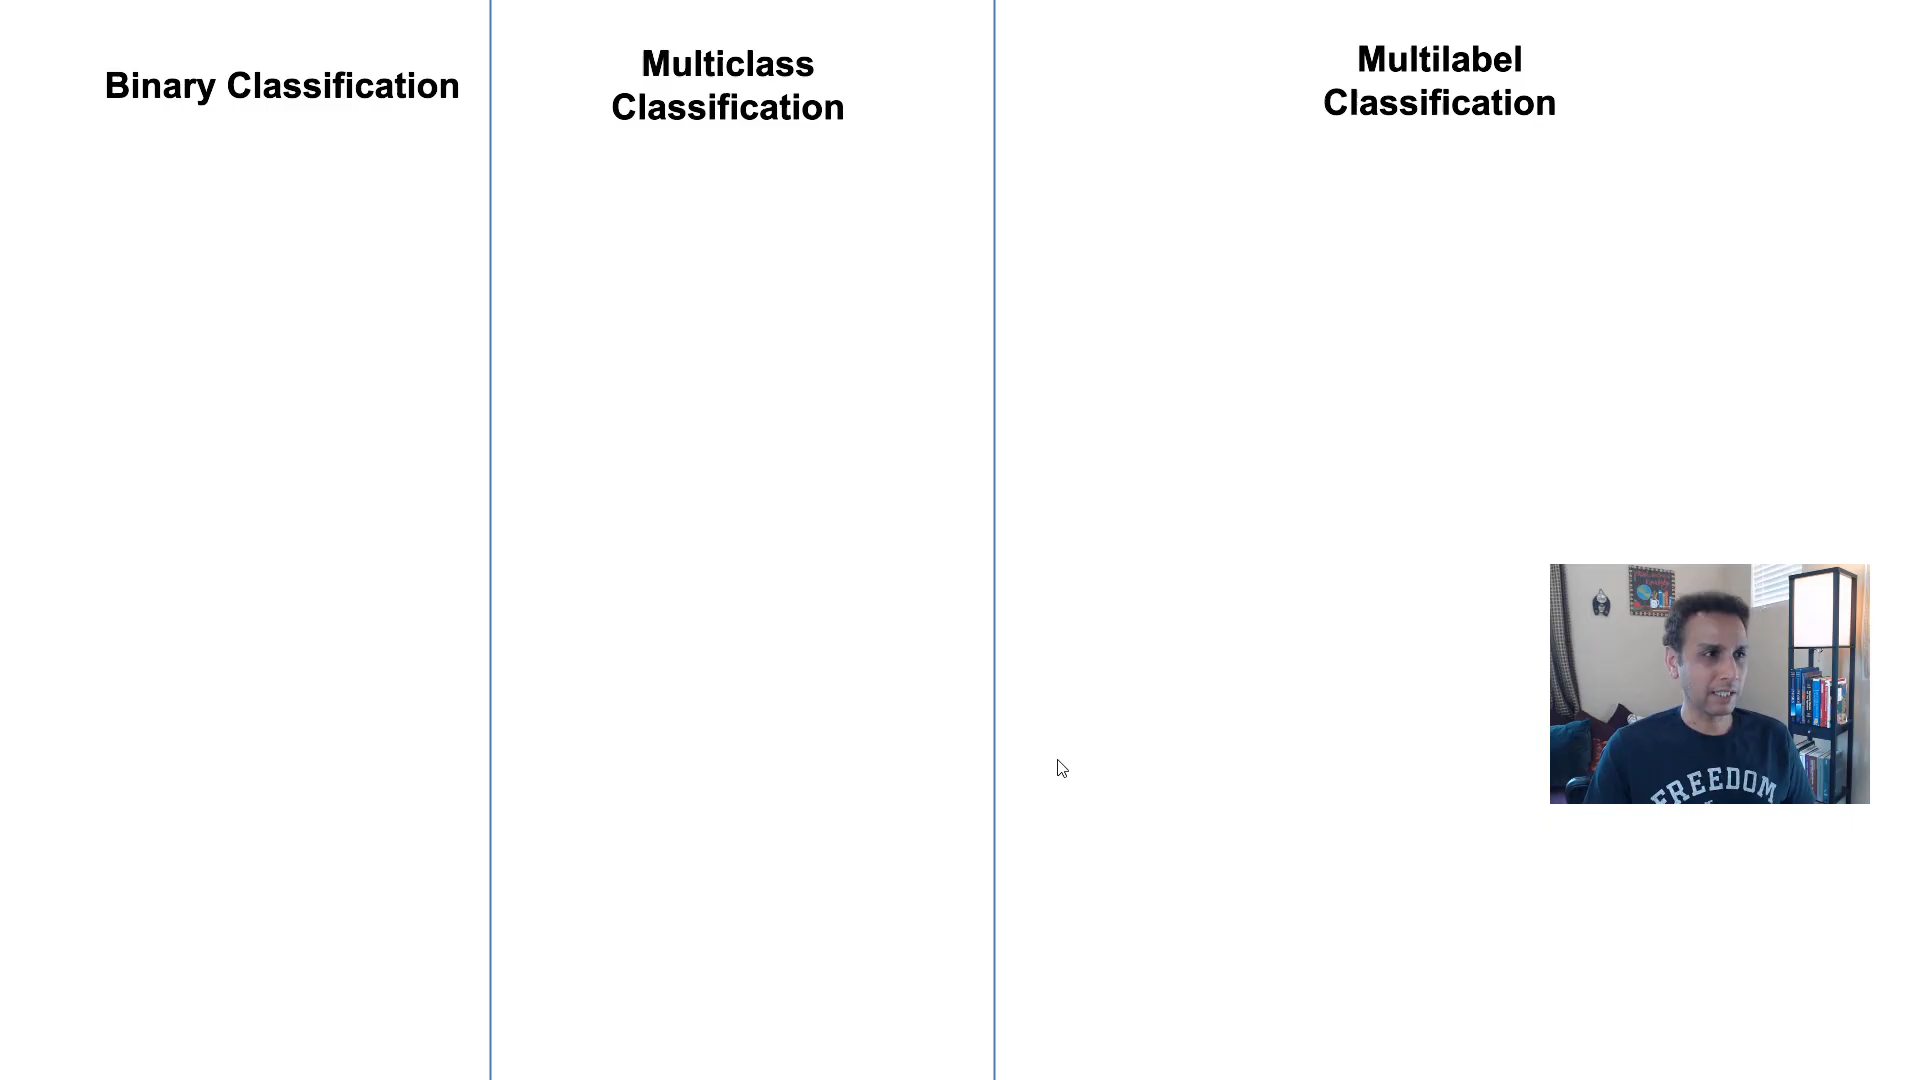 Binary Classification
Multiclass
Classification
Multilabel
Classification
FREEDOM